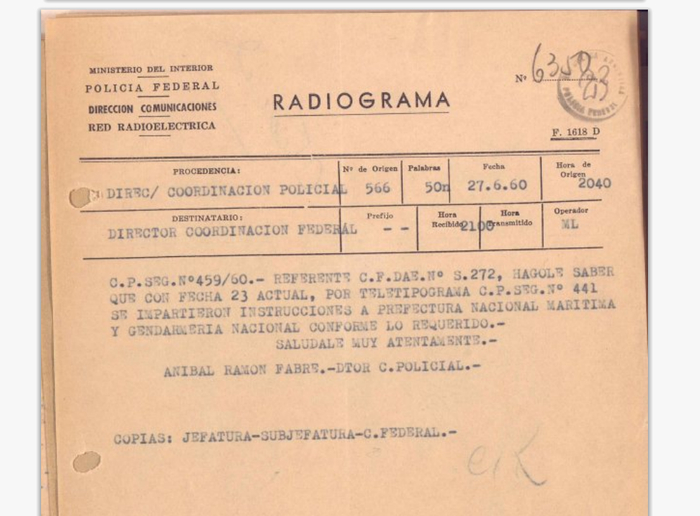 MINISTERIO DEL INTERIOR
POLICIA FEDERAL
DIRECCION COMUNICACIONES
RED RADIOELECTRICA
RADIOGRAMA
Nº
POLICIA FEDERAL
F. 1618 D
PROCEDENCIA: Nº de Origen Palabras Fecha Hora de Origen
DIREC/ COORDINACION POLICIAL 566 50n 27.6.60 2040
DESTINATARIO: Prefijo Hora Recibido Hora Transmitido Operador
DIRECTOR COORDINACION FEDERAL -- 2100 ML
C.P.SEG.Nº459/60.- REFERENTE C.F.DAE.Nº S.272, HAGOLE SABER
QUE CON FECHA 23 ACTUAL, POR TELETIPOGRAMA C.P.SEG.Nº 441
SE IMPARTIERON INSTRUCCIONES A PREFECTURA NACIONAL MARITIMA
Y GENDARMERIA NACIONAL CONFORME LO REQUERIDO.-
SALUDALE MUY ATENTAMENTE.-
ANIBAL RAMON FABRE.-DTOR C.POLICIAL.-
COPIAS: JEFATURA-SUBJEFATURA-C.FEDERAL.-